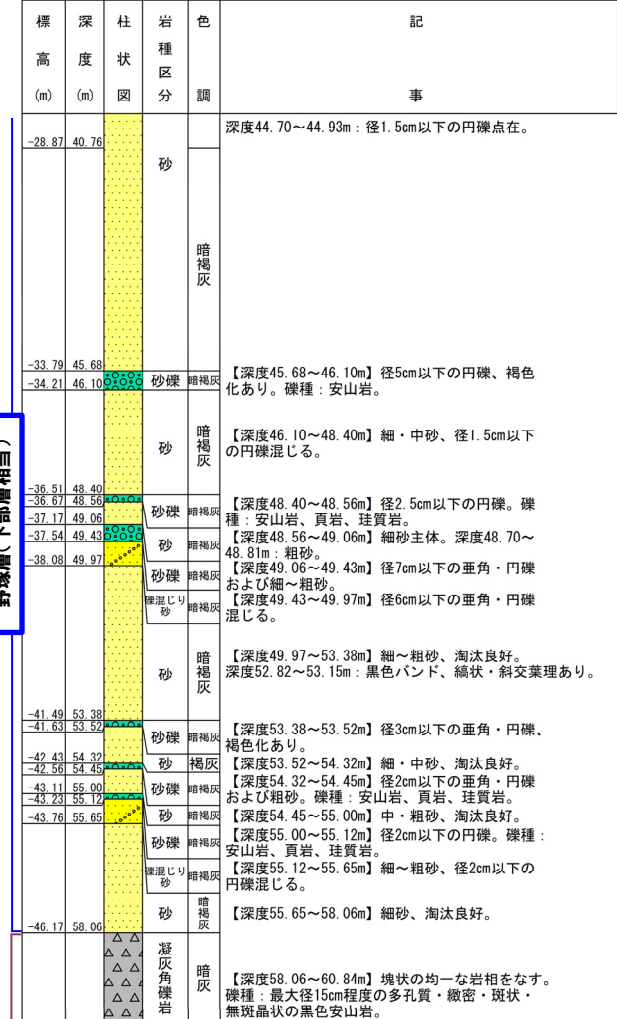 標高(m) 深度(m) 柱状図 岩種区分 色調 記事
深度44.70～44.93m：径1.5cm以下の円礫点在。
-28.87 40.76
砂
暗褐灰
-33.79 45.68
-34.21 46.10 砂礫 暗褐灰
【深度45.68～46.10m】径5cm以下の円礫、褐色
化あり。礫種：安山岩。
砂 暗褐灰
【深度46.10～48.40m】細・中砂、径1.5cm以下
の円礫混じる。
-36.51 48.40
-36.67 48.56
-37.17 49.06
-37.54 49.43
-38.08 49.97
砂礫 暗褐灰
【深度48.40～48.56m】径2.5cm以下の円礫。礫
種：安山岩、頁岩、珪質岩。
砂 暗褐灰
【深度48.56～49.06m】細砂主体。深度48.70～
48.81m：粗砂。
砂礫 暗褐灰
【深度49.06～49.43m】径7cm以下の亜角・円礫
および細～粗砂。
礫混じり砂 暗褐灰
【深度49.43～49.97m】径6cm以下の亜角・円礫
混じる。
砂 暗褐灰
【深度49.97～53.38m】細～粗砂、淘汰良好。
深度52.82～53.15m：黒色バンド、縞状・斜交葉理あり。
-41.49 53.38
-41.63 53.52
-42.43 54.32
-42.56 54.45
-43.11 55.00
-43.23 55.12
-43.76 55.65
砂礫 暗褐灰
【深度53.38～53.52m】径3cm以下の亜角・円礫、
褐色化あり。
砂 褐灰
【深度53.52～54.32m】細・中砂、淘汰良好。
砂礫 暗褐灰
【深度54.32～54.45m】径2cm以下の亜角・円礫
および粗砂。礫種：安山岩、頁岩、珪質岩。
砂 暗褐灰
【深度54.45～55.00m】中・粗砂、淘汰良好。
砂礫 暗褐灰
【深度55.00～55.12m】径2cm以下の円礫。礫種：
安山岩、頁岩、珪質岩。
礫混じり砂 暗褐灰
【深度55.12～55.65m】細～粗砂、径2cm以下の
円礫混じる。
砂 暗褐灰
【深度55.65～58.06m】細砂、淘汰良好。
-46.17 58.06
凝灰角礫岩 暗灰
【深度58.06～60.84m】塊状の均一な岩相をなす。
礫種：最大径15cm程度の多孔質・緻密・斑状・
無斑晶状の黒色安山岩。
野塚層(下部層相当)